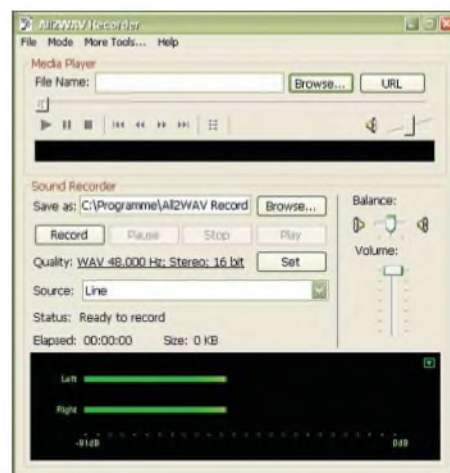 All2WAV Recorder
File Mode More Tools... Help
Media Player
File Name: Browse... URL
Sound Recorder
Save as: C:\Programme\All2WAV Record Browse...
Record Pause Stop Play
Quality: WAV 48.000 Hz; Stereo; 16 bit Set
Source: Line
Status: Ready to record
Elapsed: 00:00:00 Size: 0 KB
Balance:
Volume:
Left
Right
-91dB 0dB